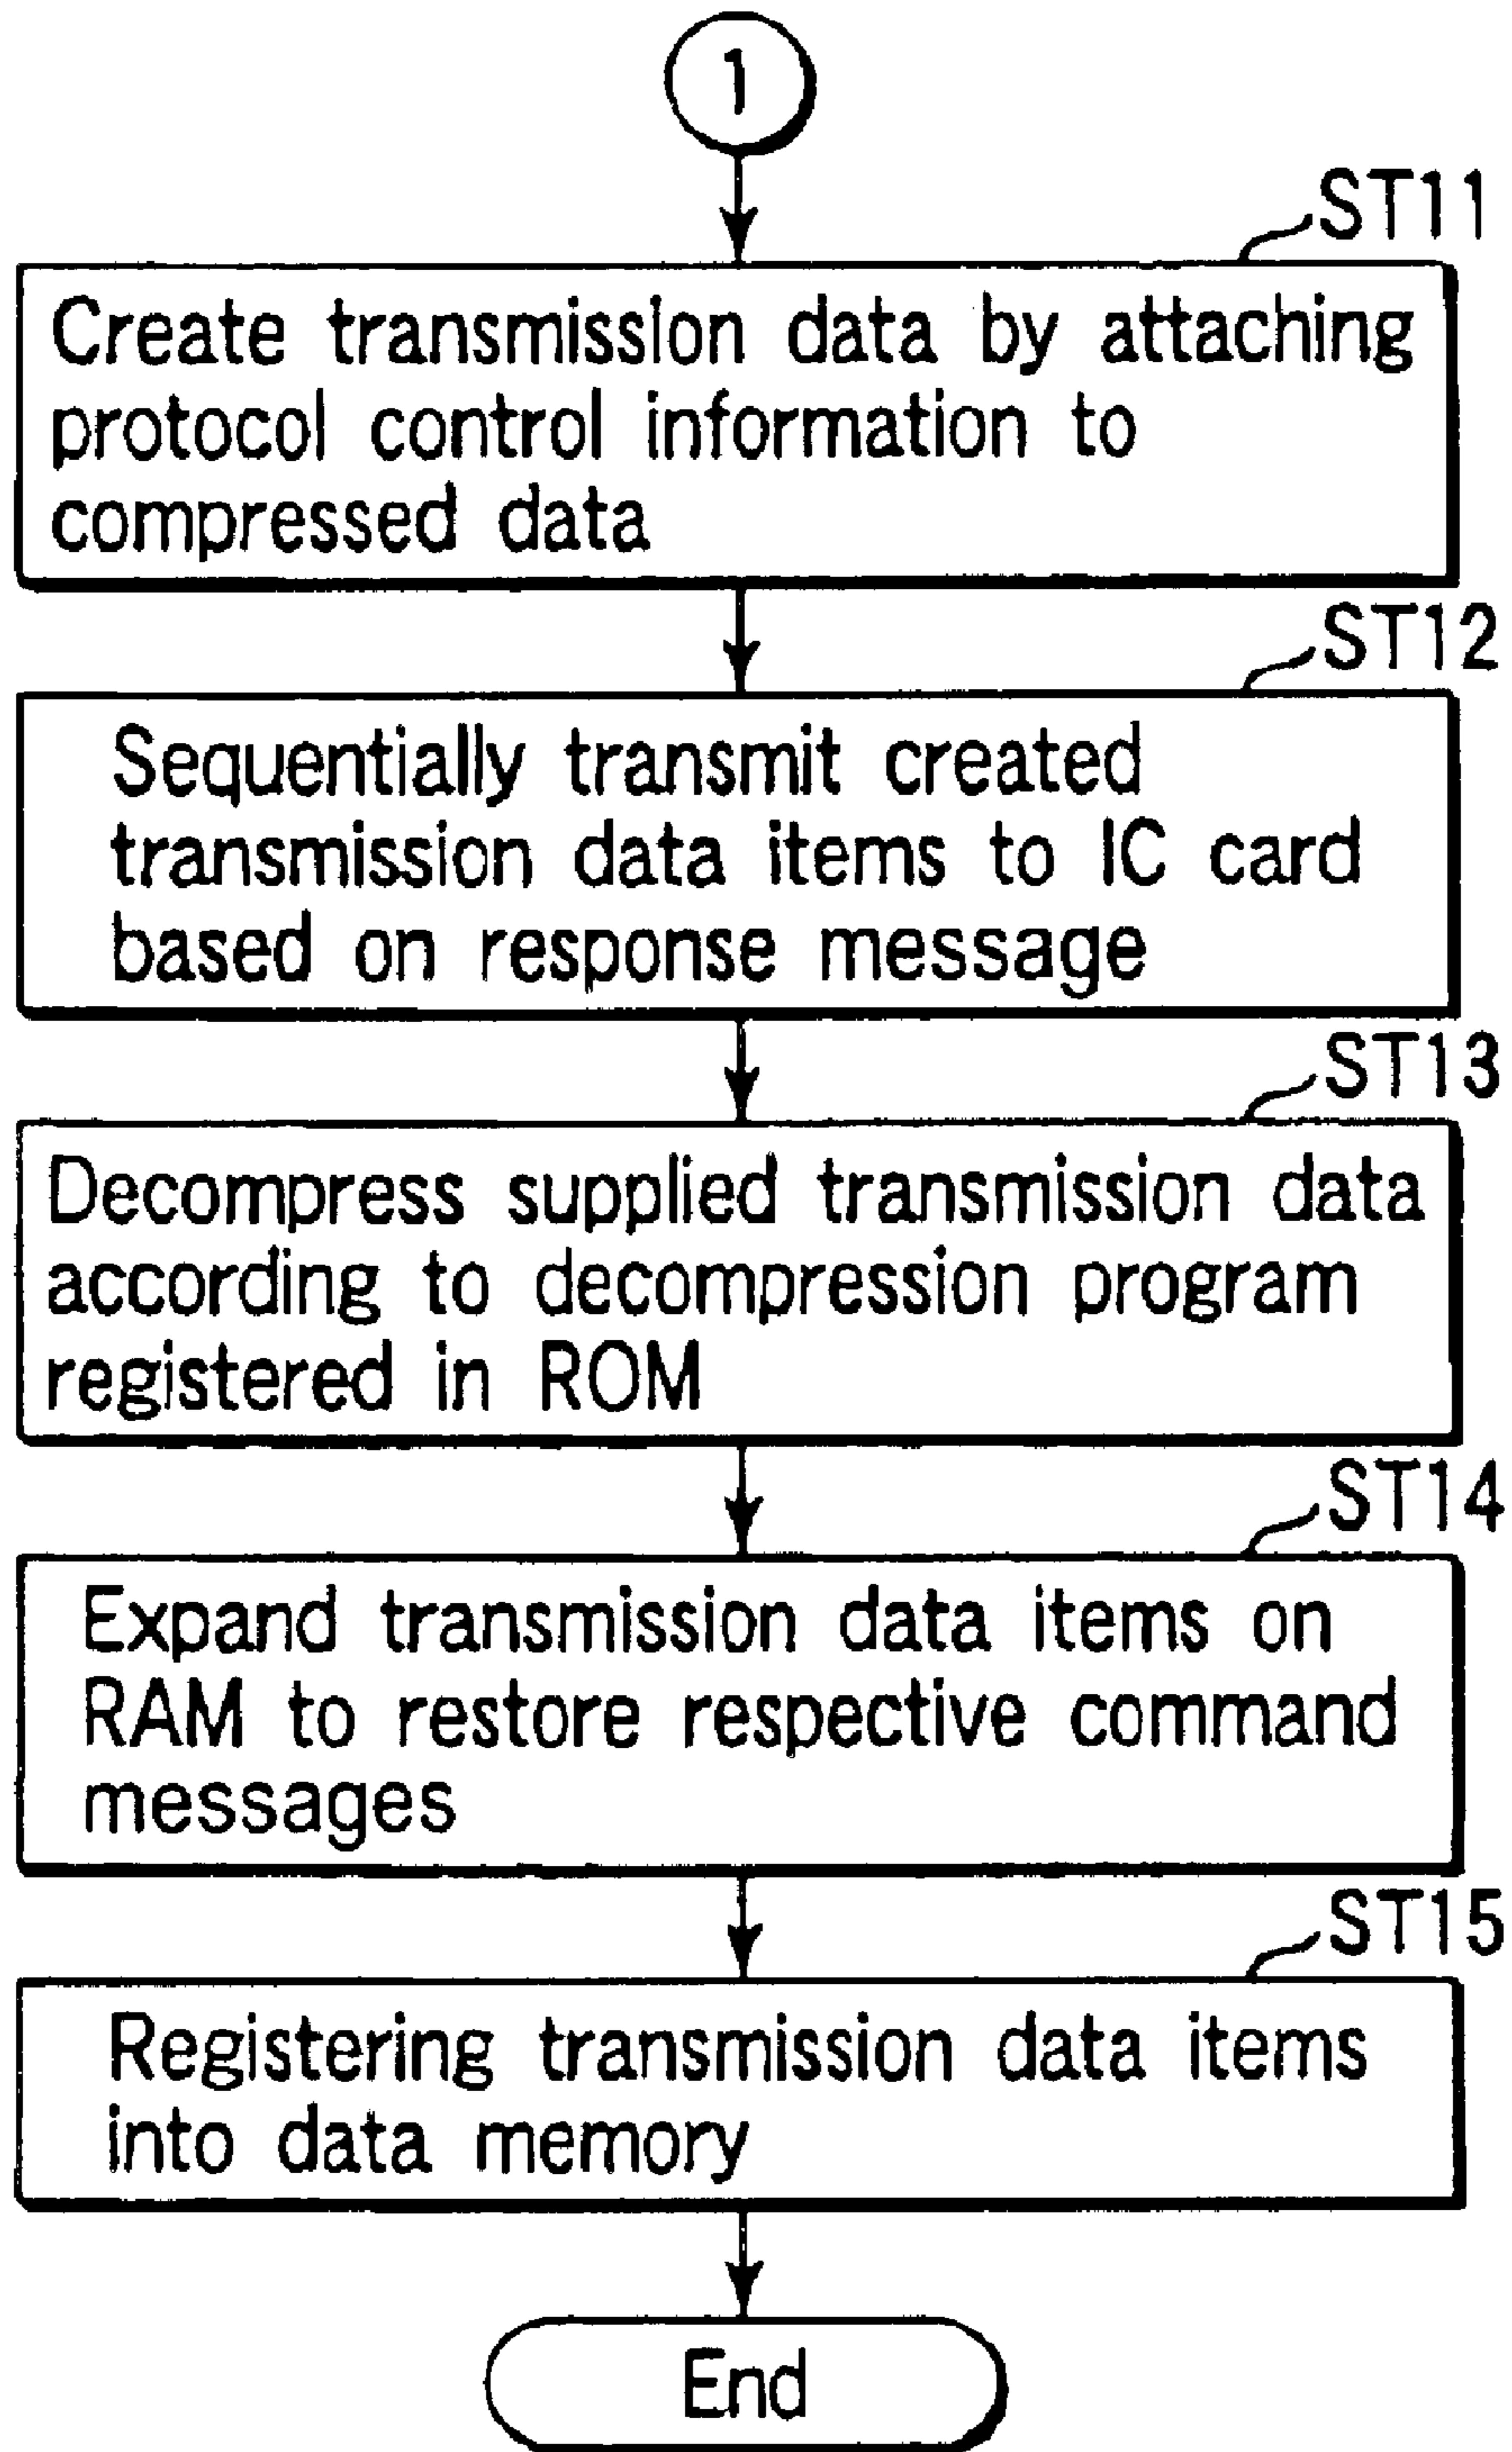 1
ST11
Create transmission data by attaching
protocol control information to
compressed data
ST12
Sequentially transmit created
transmission data items to IC card
based on response message
ST13
Decompress supplied transmission data
according to decompression program
registered in ROM
ST14
Expand transmission data items on
RAM to restore respective command
messages
ST15
Registering transmission data items
into data memory
End